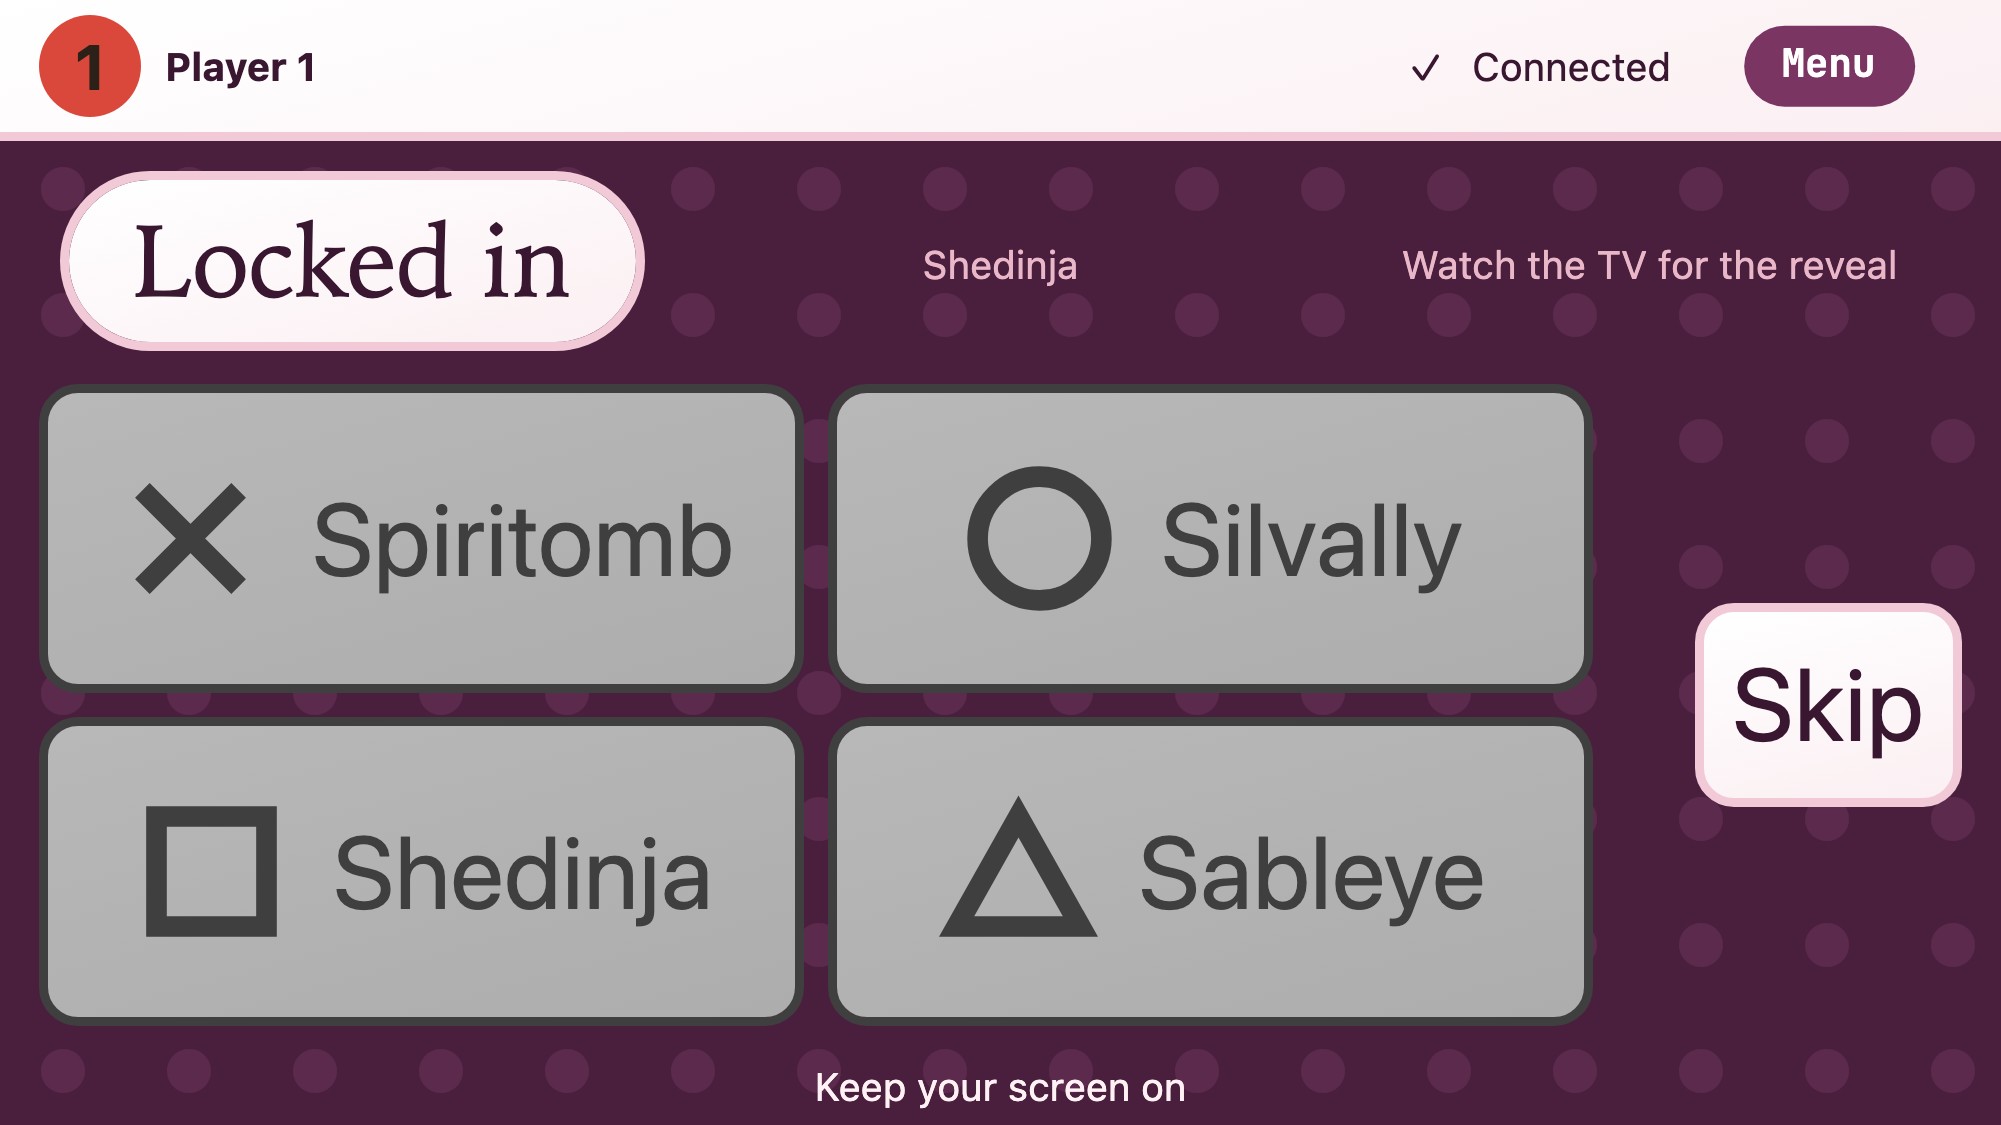 1 Player 1
✓ Connected
Menu
Locked in
Shedinja
Watch the TV for the reveal
Spiritomb
Silvally
Shedinja
Sableye
Skip
Keep your screen on